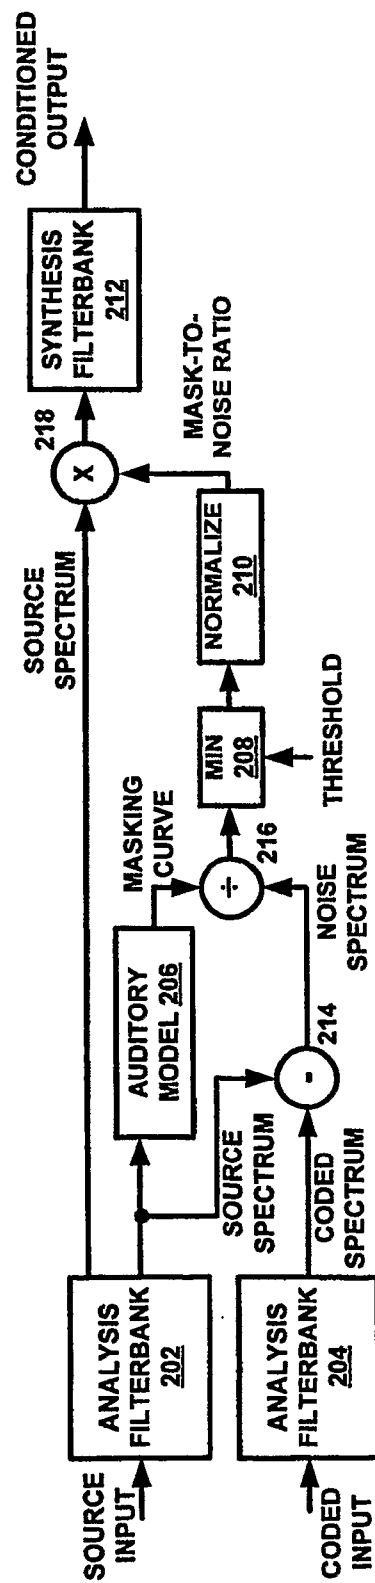 SOURCE
INPUT
ANALYSIS
FILTERBANK
202
CODED
INPUT
ANALYSIS
FILTERBANK
204
SOURCE
SPECTRUM
CODED
SPECTRUM
AUDITORY
MODEL 206
-
214
MASKING
CURVE
NOISE
SPECTRUM
÷
216
MIN
208
THRESHOLD
NORMALIZE
210
MASK-TO-
NOISE RATIO
SOURCE
SPECTRUM
X
218
SYNTHESIS
FILTERBANK
212
CONDITIONED
OUTPUT